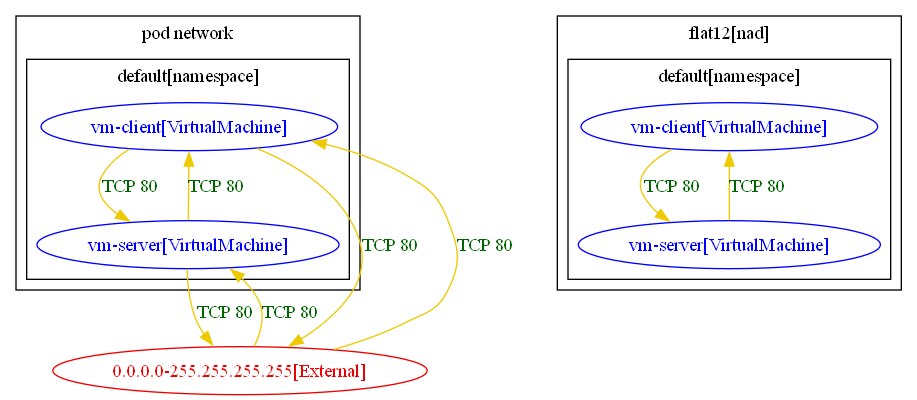 pod network
default[namespace]
vm-client[VirtualMachine]
TCP 80
TCP 80
vm-server[VirtualMachine]
TCP 80
TCP 80
TCP 80
TCP 80
0.0.0.0-255.255.255.255[External]
flat12[nad]
default[namespace]
vm-client[VirtualMachine]
TCP 80
TCP 80
vm-server[VirtualMachine]